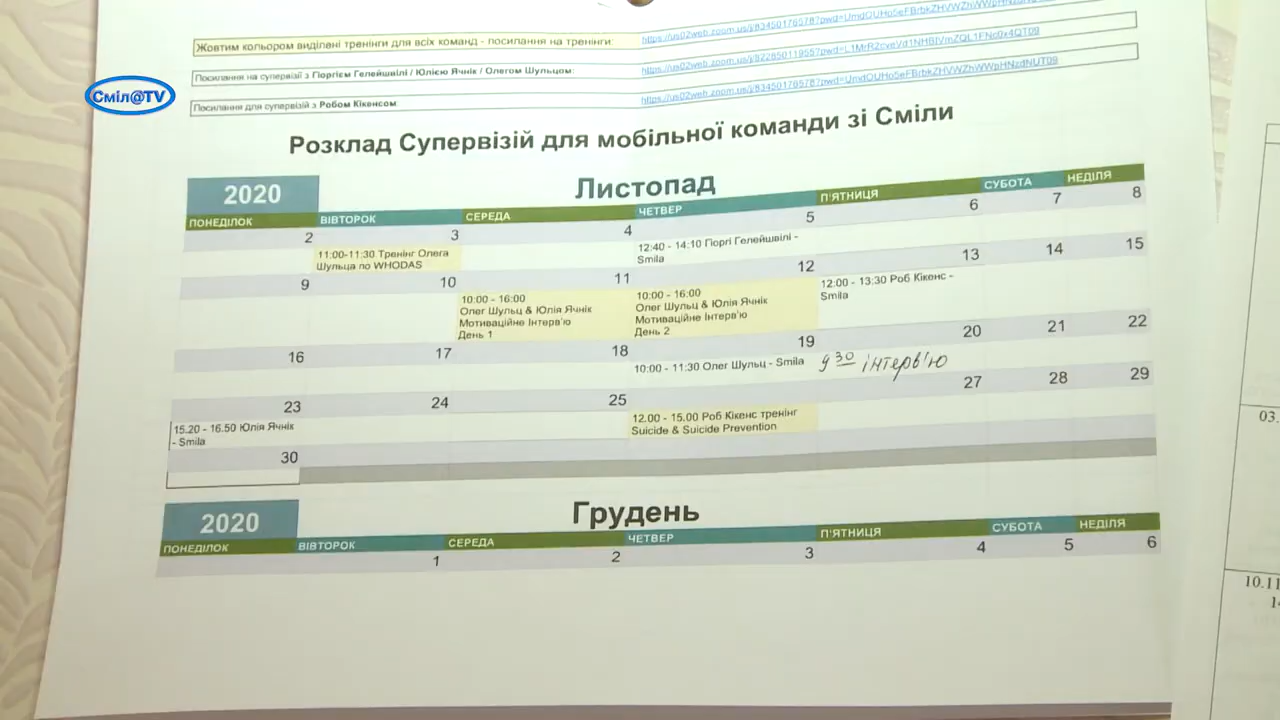 Жовтим кольором виділені тренінги для всіх команд - посилання на тренінги:
Посилання на супервізії з Гіоргієм Гелейшвілі / Юлією Ячнік / Олегом Шульцом:
Посилання для супервізій з Робом Кікенсом
Сміл@TV
Розклад Супервізій для мобільної команди зі Сміли
2020
Листопад
ПОНЕДІЛОК ВІВТОРОК СЕРЕДА ЧЕТВЕР П'ЯТНИЦЯ СУБОТА НЕДІЛЯ
2 3 4 5 6 7 8
11:00-11:30 Тренінг Олега
Шульца по WHODAS
12:40 - 14:10 Гіоргі Гелейшвілі -
Smila
9 10 11 12 13 14 15
10:00 - 16:00
Олег Шульц & Юлія Ячнік
Мотиваційне Інтерв'ю
День 1
10:00 - 16:00
Олег Шульц & Юлія Ячнік
Мотиваційне Інтерв'ю
День 2
12:00 - 13:30 Роб Кікенс -
Smila
16 17 18 19 20 21 22
10:00 - 11:30 Олег Шульц - Smila
9 30 інтерв'ю
23 24 25 27 28 29
15.20 - 16.50 Юлія Ячнік
- Smila
12.00 - 15.00 Роб Кікенс тренінг
Suicide & Suicide Prevention
30
2020
Грудень
ПОНЕДІЛОК ВІВТОРОК СЕРЕДА ЧЕТВЕР П'ЯТНИЦЯ СУБОТА НЕДІЛЯ
1 2 3 4 5 6
03.
10.11